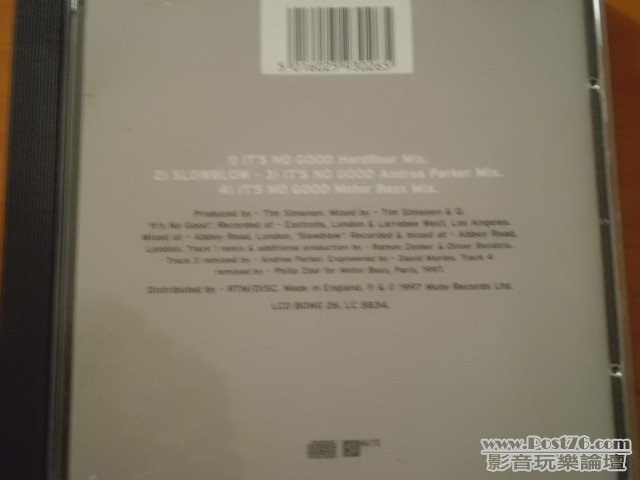 5 016025 930265
1) IT'S NO GOOD Hardfloor Mix.
2) SLOWBLOW - 3) IT'S NO GOOD Andrea Parker Mix.
4) IT'S NO GOOD Motor Bass Mix.
Produced by - Tim Simenon. Mixed by - Tim Simenon & Q.
"It's No Good": Recorded at - Eastcote, London & Larrabee West, Los Angeles.
Mixed at - Abbey Road, London. "Slowblow": Recorded & mixed at - Abbey Road,
London. Track 1 remix & additional production by - Ramon Zenker & Oliver Bondzio.
Track 3 remixed by - Andrea Parker. Engineered by - David Morley. Track 4
remixed by - Philip Zdar for Motor Bass, Paris, 1997.
Distributed by - RTM/DISC. Made in England. ℗ & © 1997 Mute Records Ltd.
LCD BONG 26. LC 5834.
MUTE
www.Post76.com
影音玩樂論壇